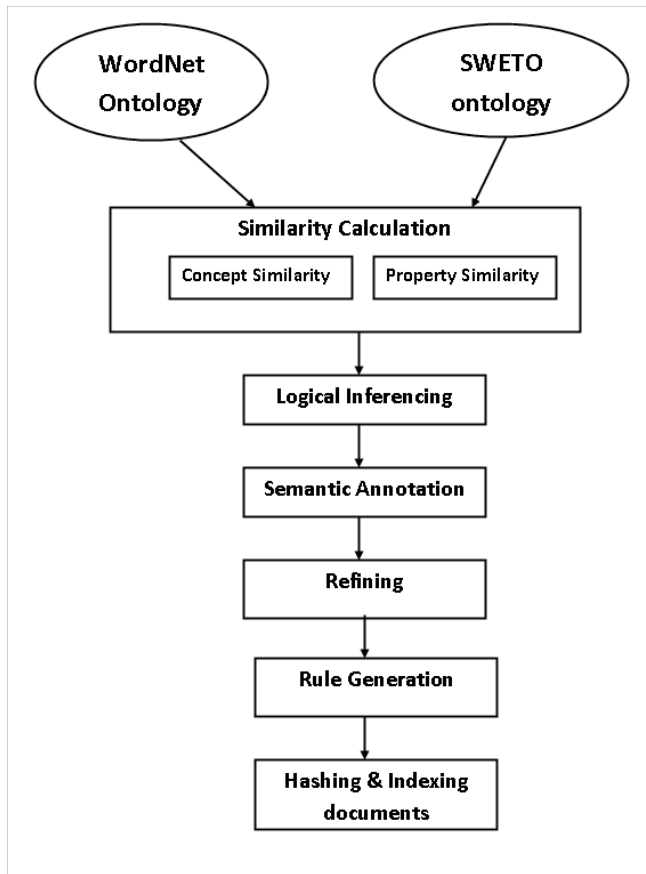 WordNet
Ontology
SWETO
ontology
Similarity Calculation
Concept Similarity
Property Similarity
Logical Inferencing
Semantic Annotation
Refining
Rule Generation
Hashing & Indexing
documents